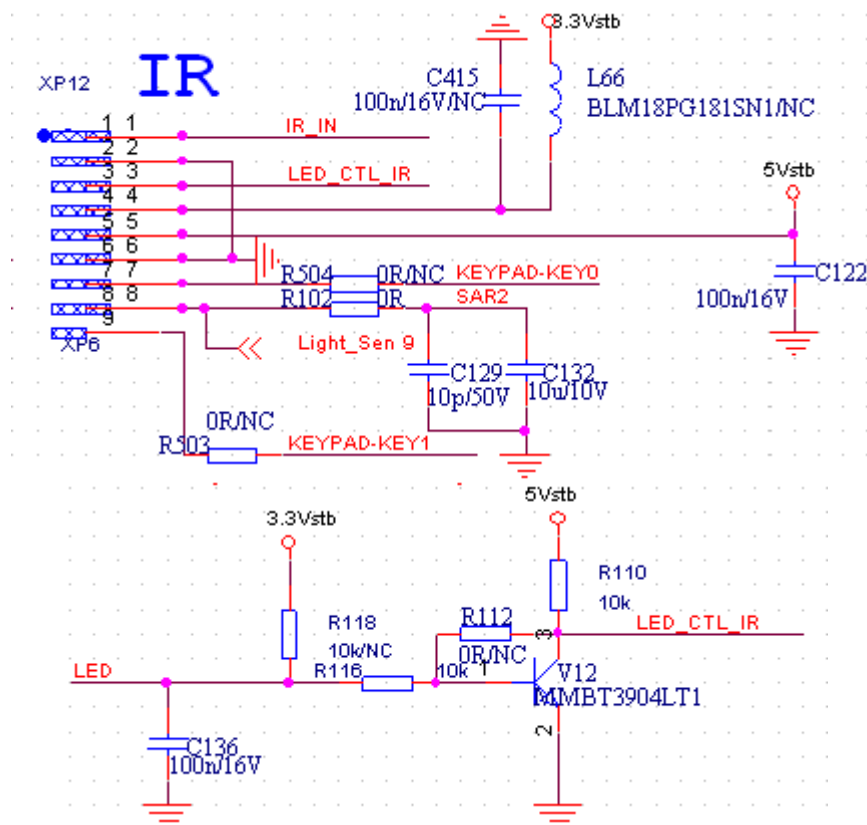 IR
XP12
3.3Vstb
C415
100n/16V/NC
L66
BLM18PG181SN1/NC
1 1
IR_IN
2 2
3 3
LED_CTL_IR
4 4
5 5
5Vstb
6 6
7 7
R504
0R/NC
KEYPAD-KEY0
C122
100n/16V
8 8
R102
0R
SAR2
9
XP6
Light_Sen 9
C129
10p/50V
C132
10u/10V
0R/NC
R503
KEYPAD-KEY1
3.3Vstb
5Vstb
R118
10k/NC
R110
10k
R112
0R/NC
3
LED_CTL_IR
LED
R116
10k
1
V12
MMBT3904LT1
2
C136
100n/16V